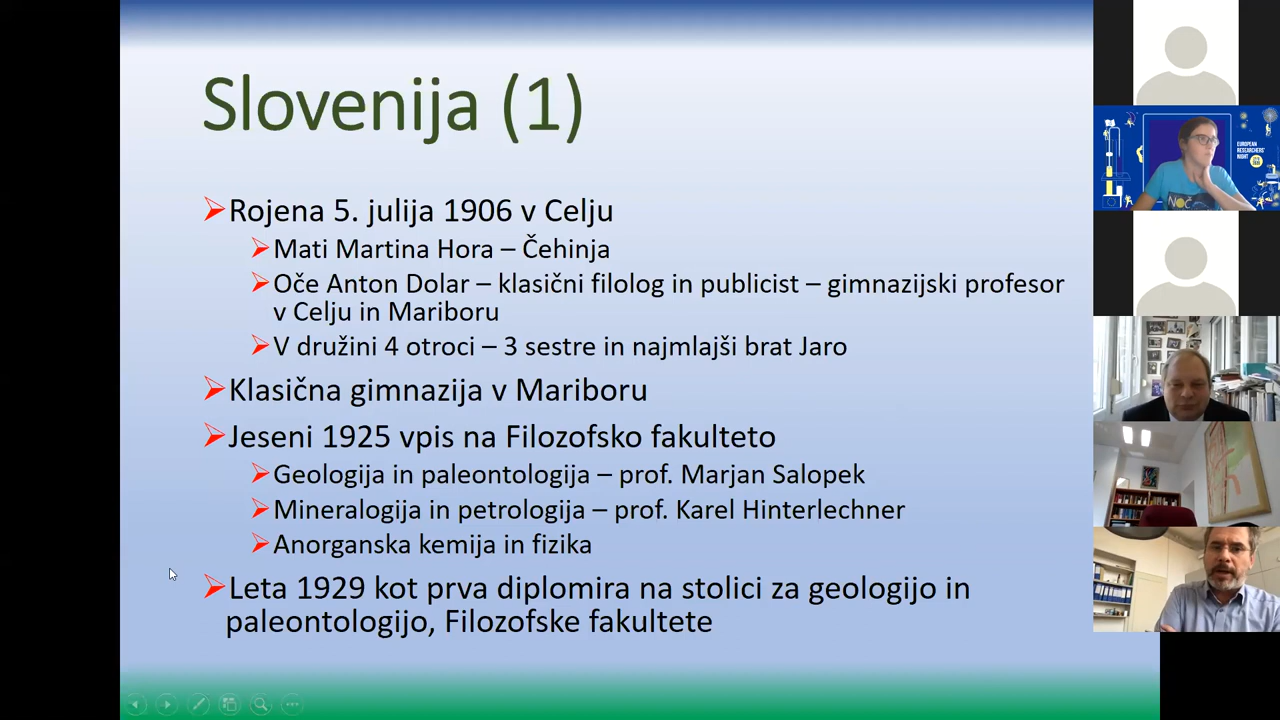 Slovenija (1)
Rojena 5. julija 1906 v Celju
Mati Martina Hora – Čehinja
Oče Anton Dolar – klasični filolog in publicist – gimnazijski profesor
v Celju in Mariboru
V družini 4 otroci – 3 sestre in najmlajši brat Jaro
Klasična gimnazija v Mariboru
Jeseni 1925 vpis na Filozofsko fakulteto
Geologija in paleontologija – prof. Marjan Salopek
Mineralogija in petrologija – prof. Karel Hinterlechner
Anorganska kemija in fizika
Leta 1929 kot prva diplomira na stolici za geologijo in
paleontologijo, Filozofske fakultete
EUROPEAN
RESEARCHERS'
NIGHT